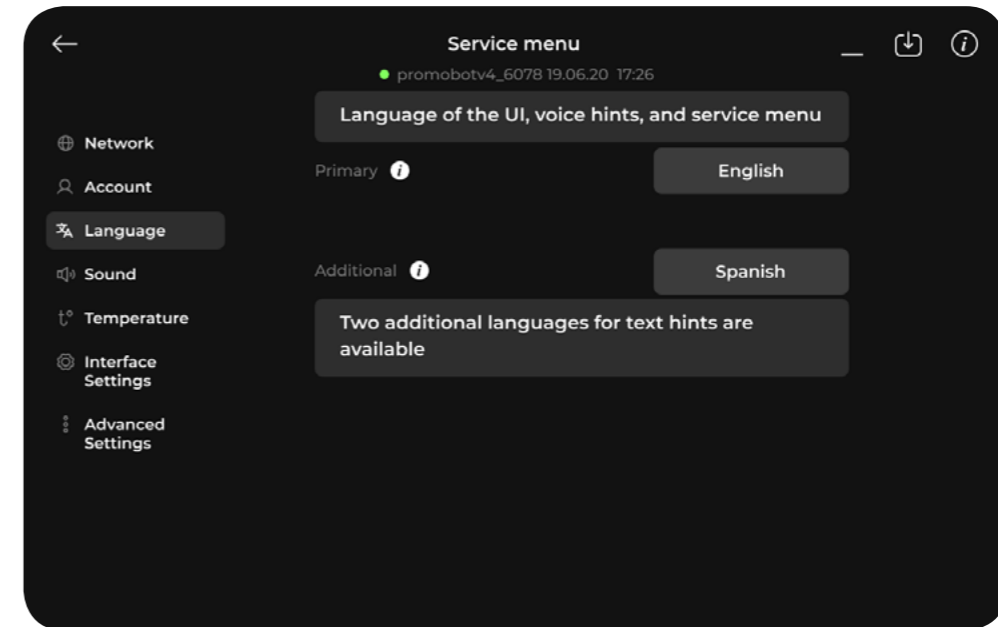 Service menu
promobotv4_6078 19.06.20 17:26
Network
Account
Language
Sound
t° Temperature
Interface
Settings
Advanced
Settings
Language of the UI, voice hints, and service menu
Primary i
English
Additional i
Spanish
Two additional languages for text hints are
available